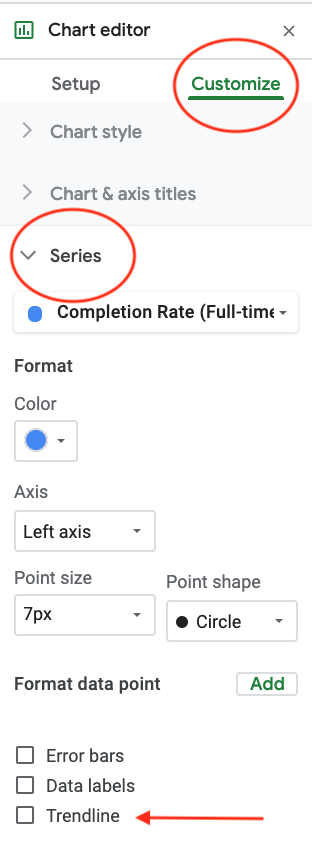 Chart editor
Setup Customize
Chart style
Chart & axis titles
Series
Completion Rate (Full-time
Format
Color
Axis
Left axis
Point size Point shape
7px Circle
Format data point Add
Error bars
Data labels
Trendline